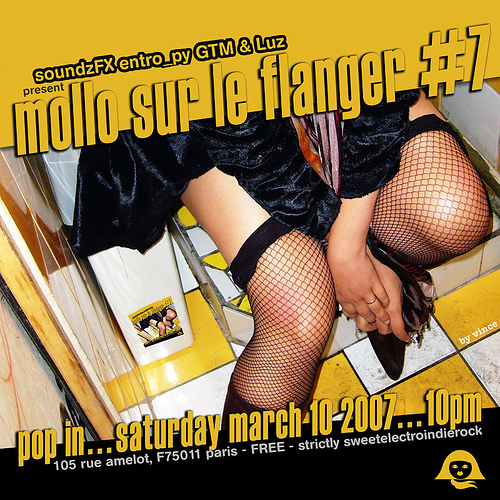 soundzFX entro_py GTM & Luz
present
mollo sur le flanger #7
by vince
pop in...saturday march 10 2007...10pm
105 rue amelot, F75011 paris - FREE - strictly sweetelectroindierock